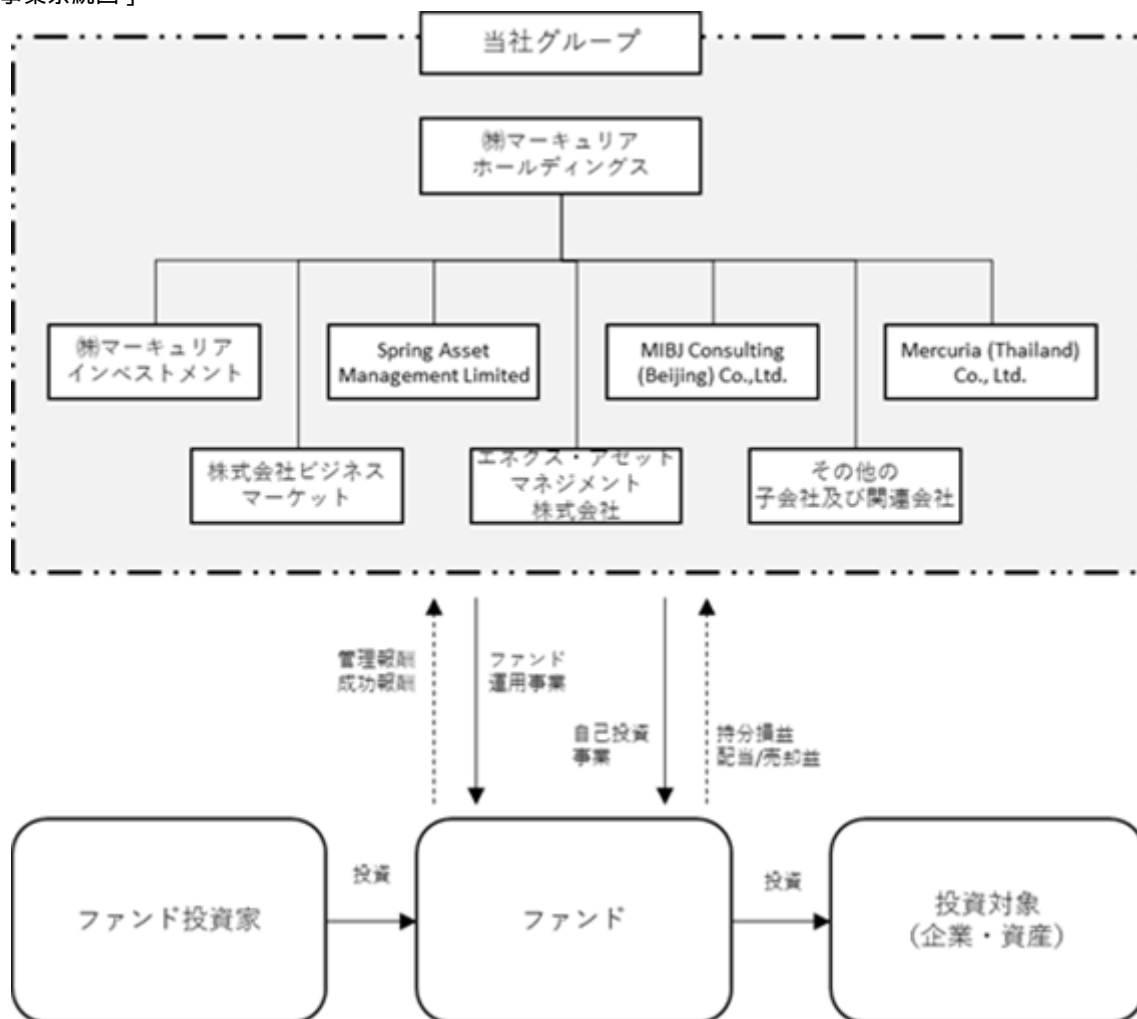 事業系統図]
当社グループ
㈱マーキュリア
ホールディングス
㈱マーキュリア
インベストメント
Spring Asset
Management Limited
MIBJ Consulting
(Beijing) Co.,Ltd.
Mercuria (Thailand)
Co., Ltd.
株式会社ビジネス
マーケット
エネクス・アセット
マネジメント
株式会社
その他の
子会社及び関連会社
管理報酬
成功報酬
ファンド
運用事業
自己投資
事業
持分損益
配当/売却益
ファンド投資家
投資
ファンド
投資
投資対象
(企業・資産)